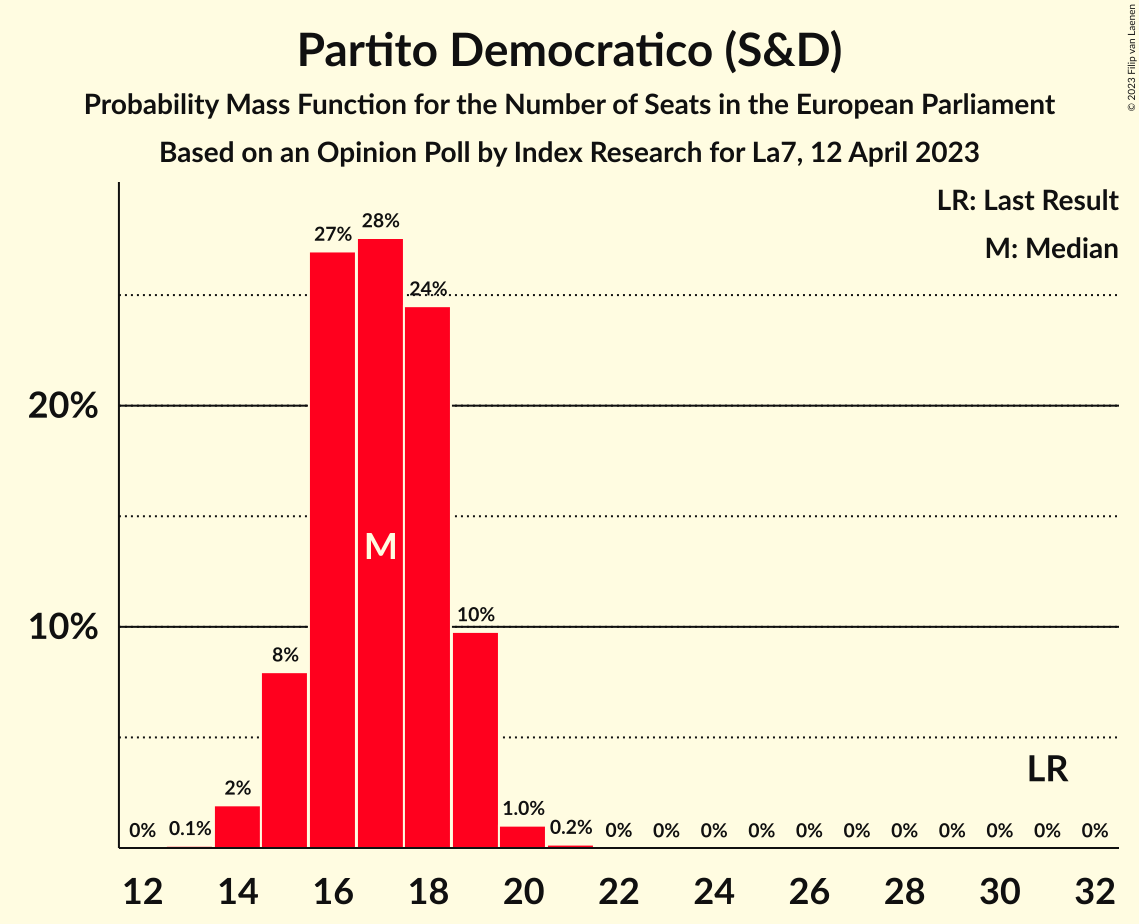 Partito Democratico (S&D)
Probability Mass Function for the Number of Seats in the European Parliament
Based on an Opinion Poll by Index Research for La7, 12 April 2023
© 2023 Filip van Laenen
LR: Last Result
M: Median
20%
10%
0% 0.1% 2% 8% 27% 28% 24% 10% 1.0% 0.2% 0% 0% 0% 0% 0% 0% 0% 0% 0% 0% 0%
M
LR
12 14 16 18 20 22 24 26 28 30 32